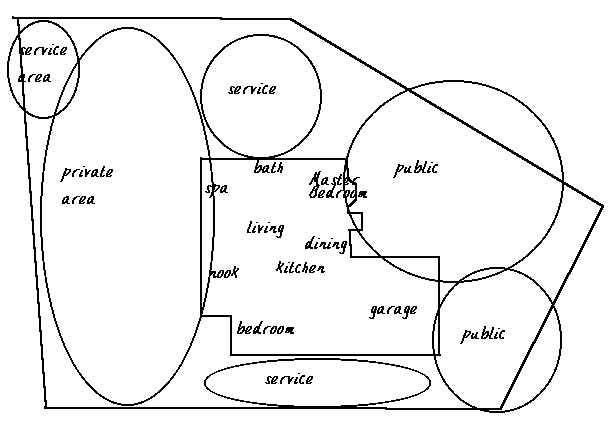 service
area
service
private
area
public
bath
spa
Master
Bedroom
living
dining
nook
kitchen
garage
bedroom
public
service